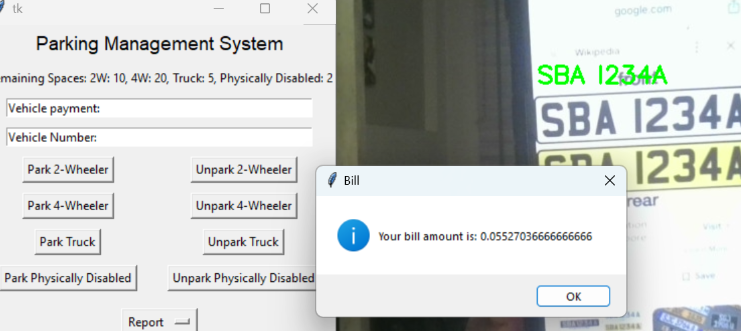 tk
Parking Management System
emaining Spaces: 2W: 10, 4W: 20, Truck: 5, Physically Disabled: 2
Vehicle payment:
Vehicle Number:
Park 2-Wheeler
Unpark 2-Wheeler
Park 4-Wheeler
Unpark 4-Wheeler
Park Truck
Unpark Truck
Park Physically Disabled
Unpark Physically Disabled
Report
google.com
Wikipedia
SBA 1234A
front
SBA 1234A
SBA 1234A
rear
Visit
Save
Bill
Your bill amount is: 0.05527036666666666
OK